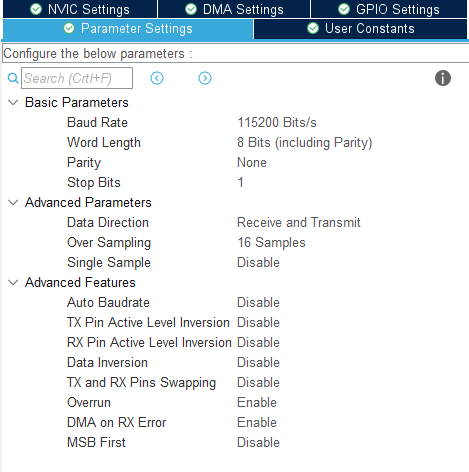 NVIC Settings DMA Settings GPIO Settings
Parameter Settings User Constants
Configure the below parameters :
Search (Crtl+F)
Basic Parameters
Baud Rate 115200 Bits/s
Word Length 8 Bits (including Parity)
Parity None
Stop Bits 1
Advanced Parameters
Data Direction Receive and Transmit
Over Sampling 16 Samples
Single Sample Disable
Advanced Features
Auto Baudrate Disable
TX Pin Active Level Inversion Disable
RX Pin Active Level Inversion Disable
Data Inversion Disable
TX and RX Pins Swapping Disable
Overrun Enable
DMA on RX Error Enable
MSB First Disable